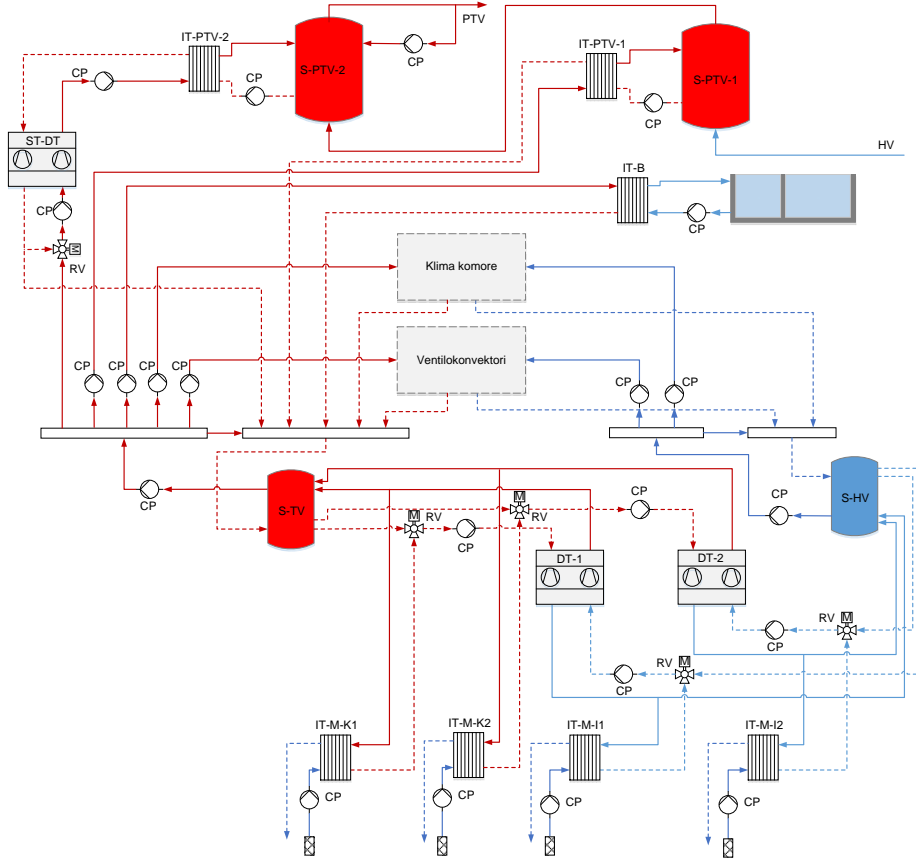 PTV
IT-PTV-2
IT-PTV-1
S-PTV-2
S-PTV-1
CP
CP
CP
CP
ST-DT
HV
IT-B
CP
CP
M
RV
Klima komore
Ventilokonvektori
CP
CP
CP
CP
CP
CP
CP
S-TV
M
RV
M
RV
CP
CP
CP
S-HV
DT-1
DT-2
M
RV
CP
M
RV
CP
IT-M-K1
IT-M-K2
IT-M-I1
IT-M-I2
CP
CP
CP
CP